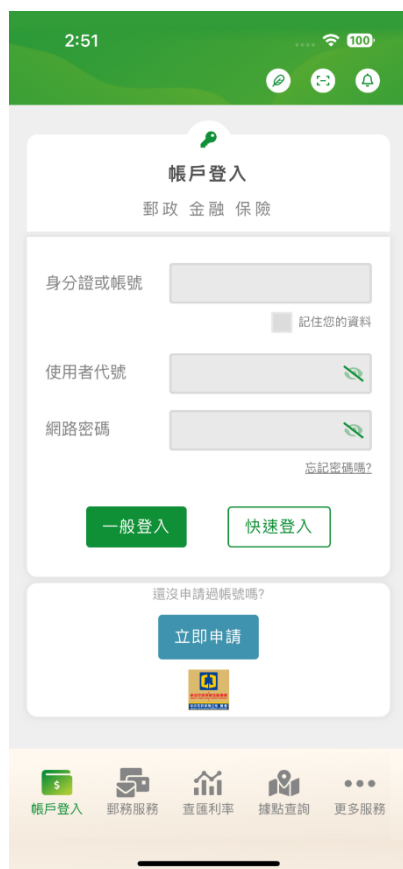 2:51
100
帳戶登入
郵政 金融 保險
身分證或帳號
記住您的資料
使用者代號
網路密碼
忘記密碼嗎?
一般登入
快速登入
還沒申請過帳號嗎?
立即申請
帳戶登入
郵務服務
查匯利率
據點查詢
更多服務